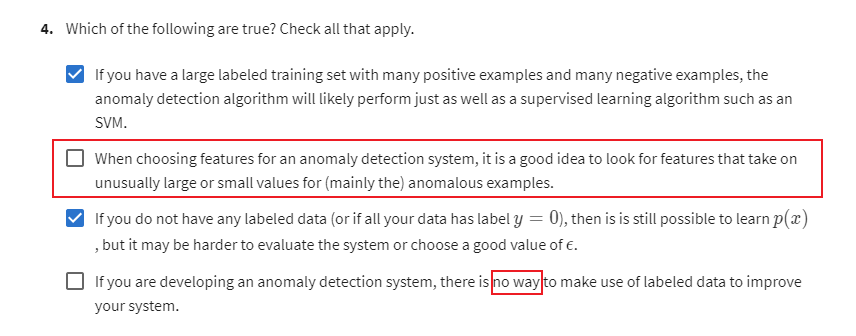 4. Which of the following are true? Check all that apply.
If you have a large labeled training set with many positive examples and many negative examples, the
anomaly detection algorithm will likely perform just as well as a supervised learning algorithm such as an
SVM.
When choosing features for an anomaly detection system, it is a good idea to look for features that take on
unusually large or small values for (mainly the) anomalous examples.
If you do not have any labeled data (or if all your data has label y = 0), then is is still possible to learn p(x)
, but it may be harder to evaluate the system or choose a good value of ϵ.
If you are developing an anomaly detection system, there is no way to make use of labeled data to improve
your system.